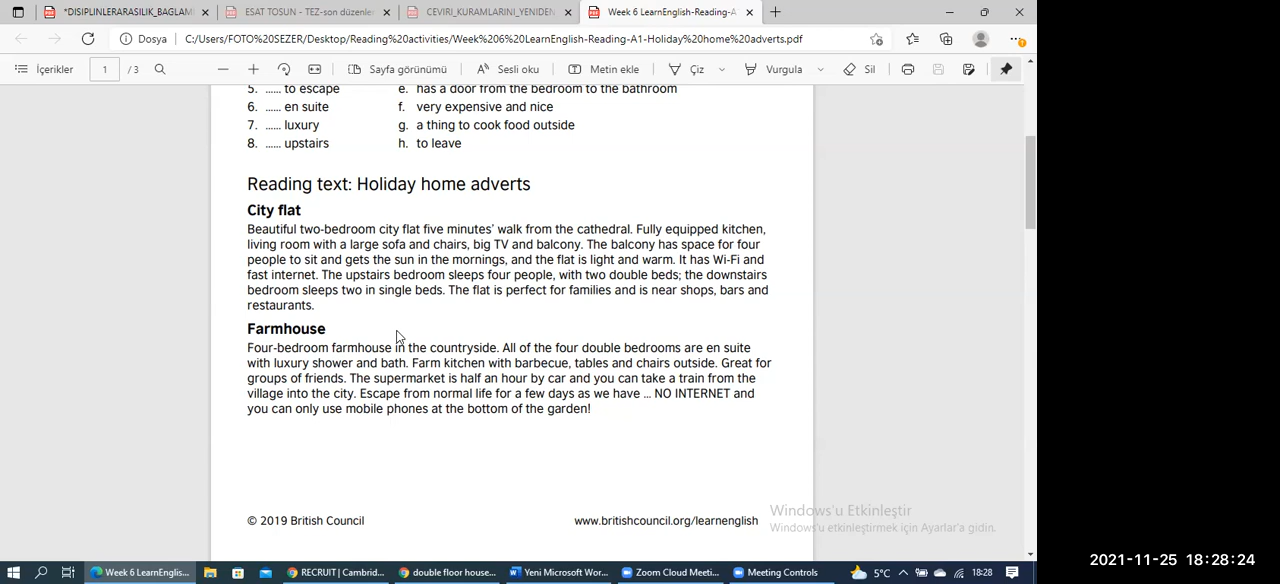 *DISIPLINLERARASILIK_BAGLAMI
ESAT TOSUN - TEZ-son düzenler
CEVIRI_KURAMLARINI_YENIDEN
Week 6 LearnEnglish-Reading-A
Dosya
C:/Users/FOTO%20SEZER/Desktop/Reading%20activities/Week%206%20LearnEnglish-Reading-A1-Holiday%20home%20adverts.pdf
İçerikler
1 / 3
Sayfa görünümü
Sesli oku
Metin ekle
Çiz
Vurgula
Sil
5. ...... to escape e. has a door from the bedroom to the bathroom
6. ...... en suite f. very expensive and nice
7. ...... luxury g. a thing to cook food outside
8. ...... upstairs h. to leave
Reading text: Holiday home adverts
City flat
Beautiful two-bedroom city flat five minutes' walk from the cathedral. Fully equipped kitchen,
living room with a large sofa and chairs, big TV and balcony. The balcony has space for four
people to sit and gets the sun in the mornings, and the flat is light and warm. It has Wi-Fi and
fast internet. The upstairs bedroom sleeps four people, with two double beds; the downstairs
bedroom sleeps two in single beds. The flat is perfect for families and is near shops, bars and
restaurants.
Farmhouse
Four-bedroom farmhouse in the countryside. All of the four double bedrooms are en suite
with luxury shower and bath. Farm kitchen with barbecue, tables and chairs outside. Great for
groups of friends. The supermarket is half an hour by car and you can take a train from the
village into the city. Escape from normal life for a few days as we have ... NO INTERNET and
you can only use mobile phones at the bottom of the garden!
© 2019 British Council www.britishcouncil.org/learnenglish
Windows'u Etkinleştir
Windows'u etkinleştirmek için Ayarlar'a gidin.
2021-11-25 18:28:24
Week 6 LearnEnglis...
RECRUIT | Cambrid...
double floor house...
Yeni Microsoft Wor...
Zoom Cloud Meeti...
Meeting Controls
5°C
18:28